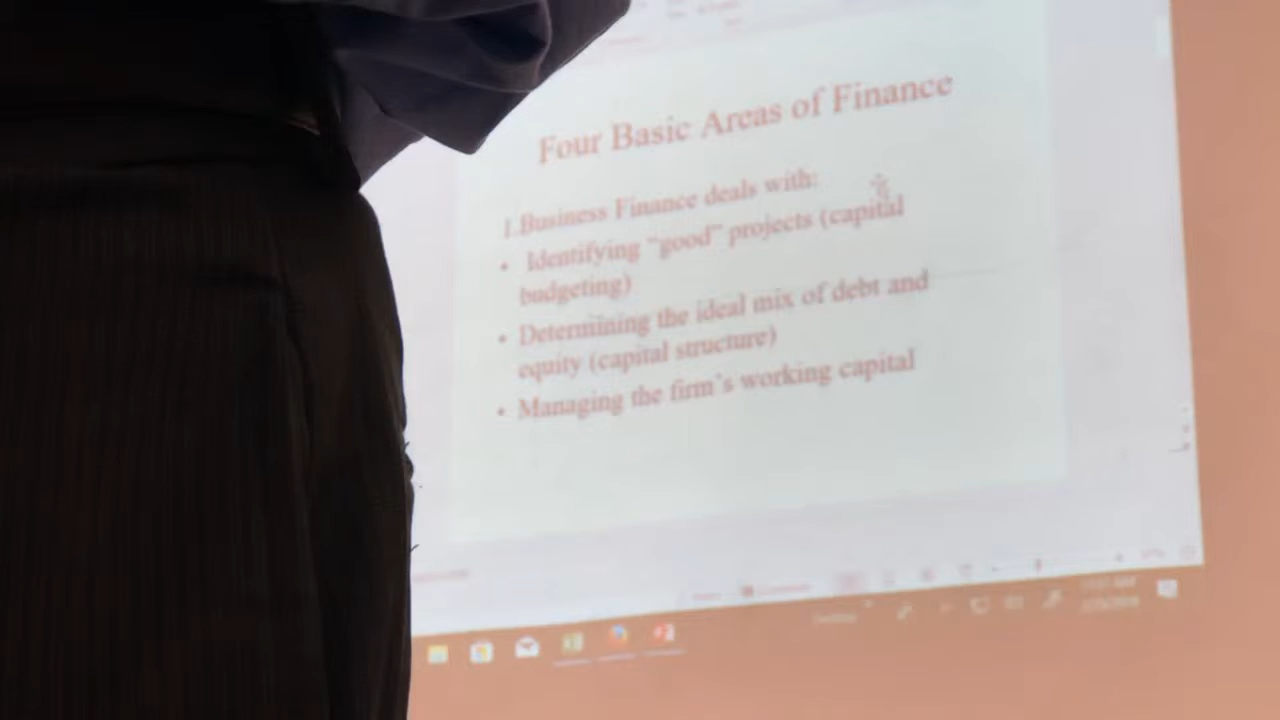 Four Basic Areas of Finance
1.Business Finance deals with:
• Identifying "good" projects (capital
budgeting)
• Determining the ideal mix of debt and
equity (capital structure)
• Managing the firm's working capital